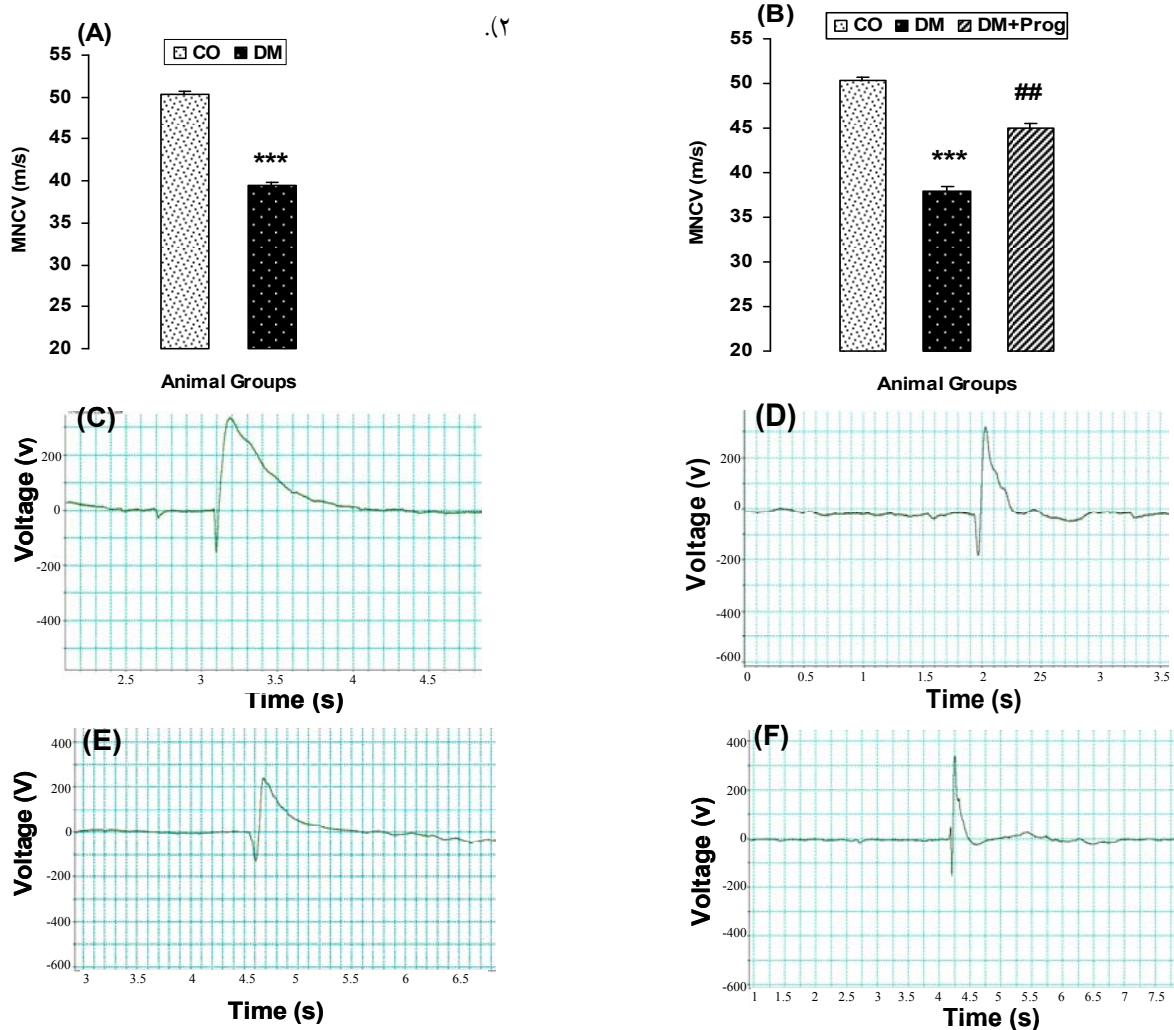 (A)
.(۲
CO DM
55
50
45
40
35
30
25
20
MNCV (m/s)
***
Animal Groups
(B)
CO DM DM+Prog
55
50
45
40
35
30
25
20
MNCV (m/s)
***
##
Animal Groups
(C)
Voltage (v)
200
0
-200
-400
2.5 3 3.5 4 4.5
Time (s)
(D)
Voltage (v)
200
0
-200
-400
-600
0 0.5 1 1.5 2 25 3 3.5
Time (s)
(E)
Voltage (V)
400
200
0
-200
-400
-600
3 3.5 4 4.5 5 5.5 6 6.5
Time (s)
(F)
Voltage (v)
400
200
0
-200
-400
-600
1 1.5 2 2.5 3 3.5 4 4.5 5 5.5 6 6.5 7 7.5
Time (s)